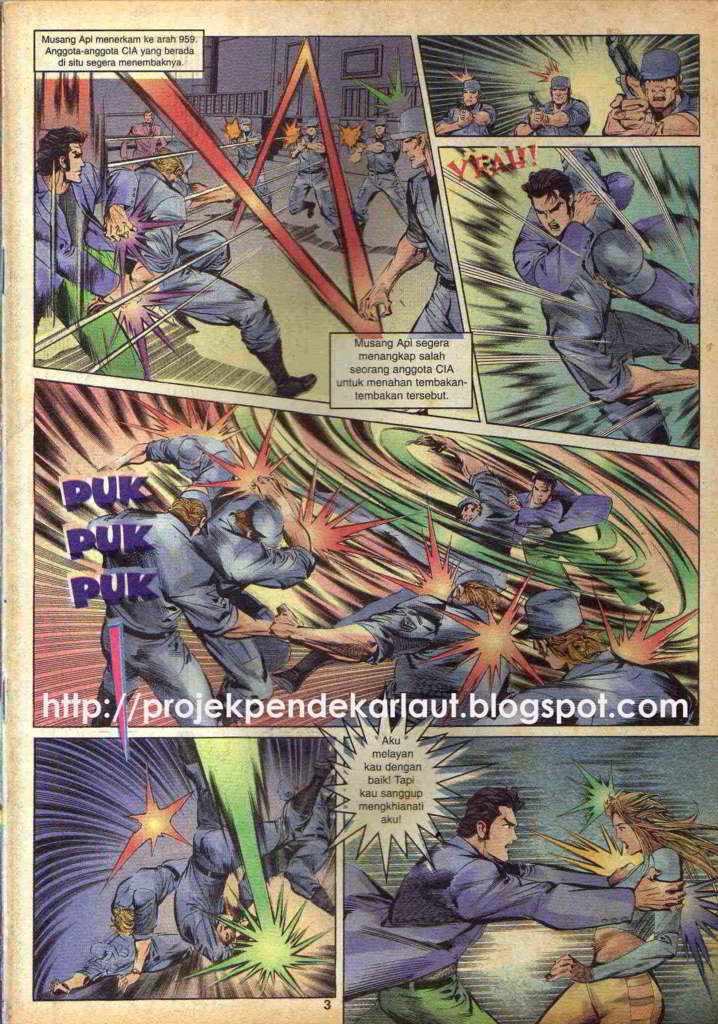 Musang Api menerkam ke arah 959.
Anggota-anggota CIA yang berada
di situ segera menembaknya.
YEAH!
Musang Api segera
menangkap salah
seorang anggota CIA
untuk menahan tembakan-
tembakan tersebut.
PUK
PUK
PUK
http://projekpendekarlaut.blogspot.com
Aku
melayan
kau dengan
baik! Tapi
kau sanggup
mengkhianati
aku!
3